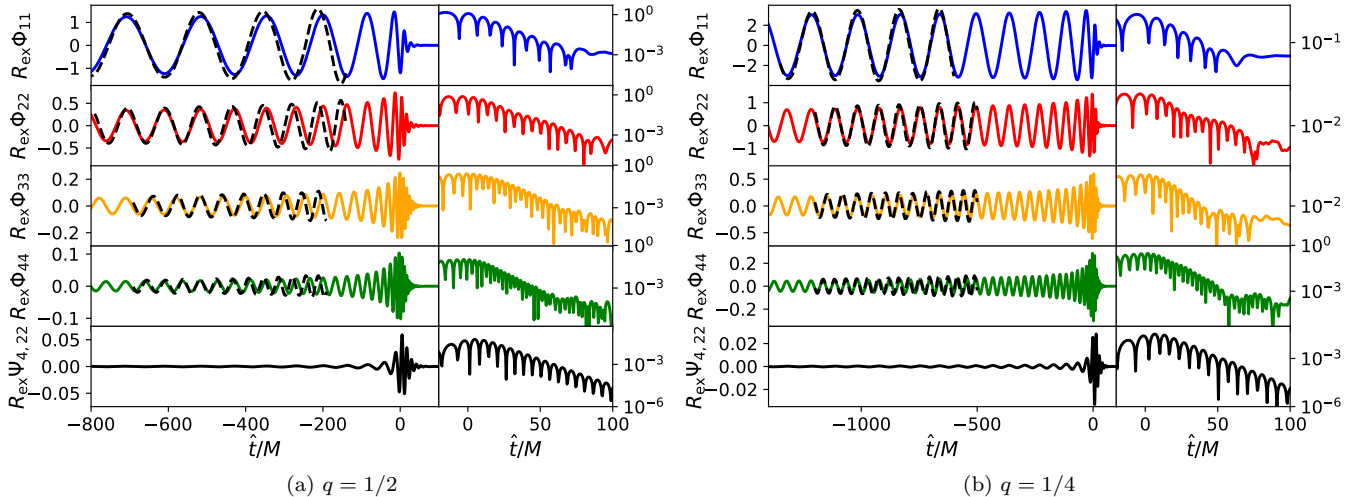 R_ex Φ_11
1
0
−1
10^0
10^−3
R_ex Φ_22
0.5
0.0
−0.5
10^0
10^−3
R_ex Φ_33
0.2
0.0
−0.2
10^0
10^−3
R_ex Φ_44
0.1
0.0
−0.1
10^0
10^−3
R_ex Ψ_4,22
0.05
0.00
−0.05
10^−3
10^−6
−800 −600 −400 −200 0 0 50 100
t̂/M t̂/M
(a) q = 1/2
R_ex Φ_11
2
0
−2
10^−1
R_ex Φ_22
1
0
−1
10^−2
R_ex Φ_33
0.5
0.0
−0.5
10^−2
10^0
R_ex Φ_44
0.2
0.0
−0.2
10^−3
R_ex Ψ_4,22
0.02
0.00
−0.02
10^−3
10^−6
−1000 −500 0 0 50 100
t̂/M t̂/M
(b) q = 1/4